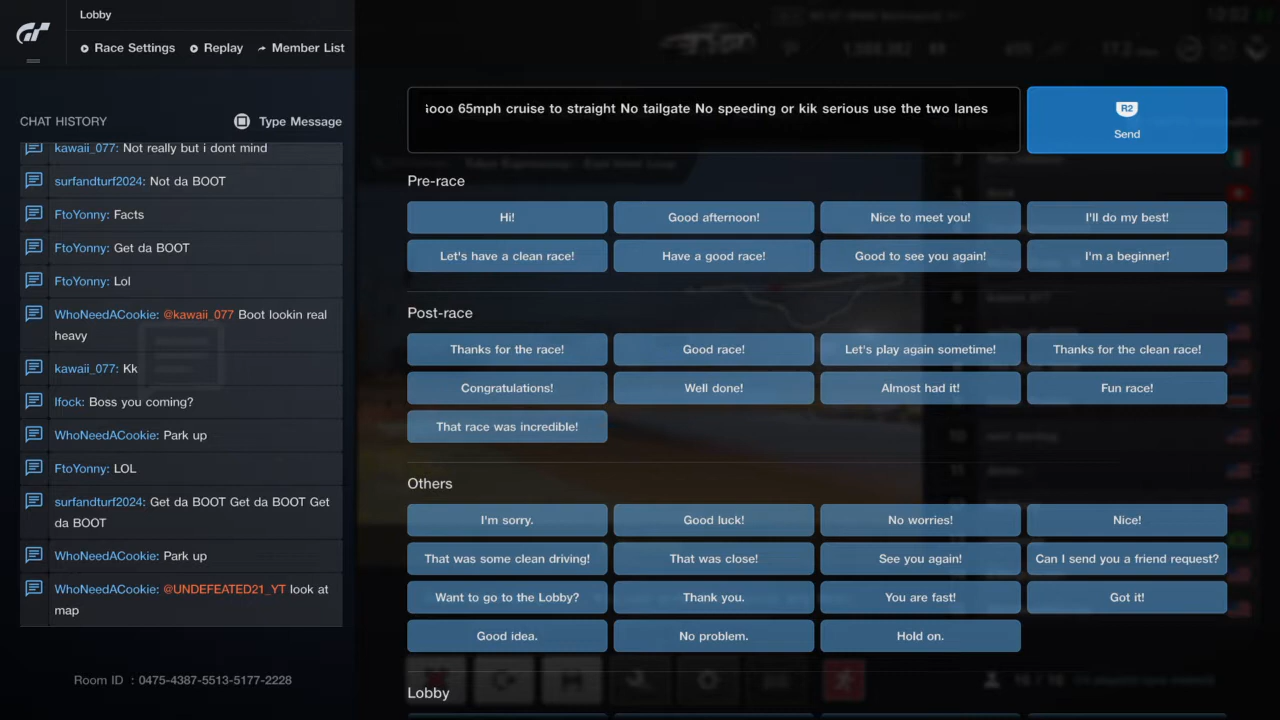 Lobby
Race Settings
Replay
Member List
CHAT HISTORY
Type Message
kawaii_077: Not really but i dont mind
surfandturf2024: Not da BOOT
FtoYonny: Facts
FtoYonny: Get da BOOT
FtoYonny: Lol
WhoNeedACookie: @kawaii_077 Boot lookin real
heavy
kawaii_077: Kk
lfock: Boss you coming?
WhoNeedACookie: Park up
FtoYonny: LOL
surfandturf2024: Get da BOOT Get da BOOT Get
da BOOT
WhoNeedACookie: Park up
WhoNeedACookie: @UNDEFEATED21_YT look at
map
Room ID : 0475-4387-5513-5177-2228
65mph cruise to straight No tailgate No speeding or kik serious use the two lanes
R2
Send
Pre-race
Hi!
Good afternoon!
Nice to meet you!
I'll do my best!
Let's have a clean race!
Have a good race!
Good to see you again!
I'm a beginner!
Post-race
Thanks for the race!
Good race!
Let's play again sometime!
Thanks for the clean race!
Congratulations!
Well done!
Almost had it!
Fun race!
That race was incredible!
Others
I'm sorry.
Good luck!
No worries!
Nice!
That was some clean driving!
That was close!
See you again!
Can I send you a friend request?
Want to go to the Lobby?
Thank you.
You are fast!
Got it!
Good idea.
No problem.
Hold on.
Lobby